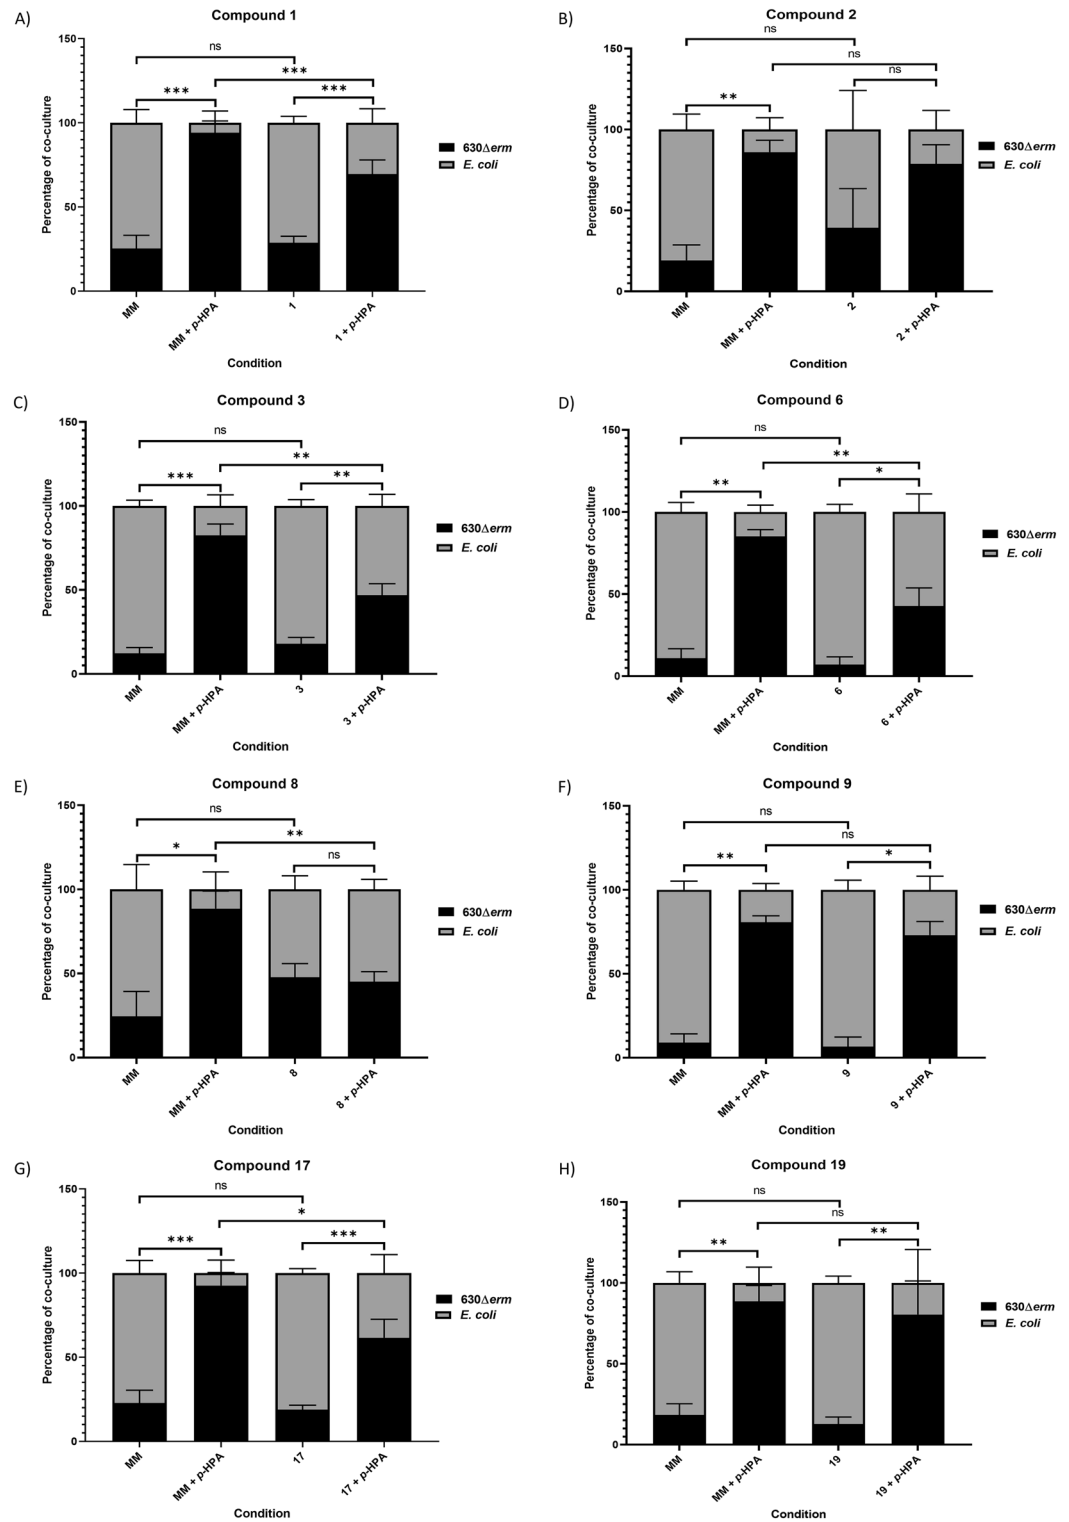 A)
Compound 1
ns
***
***
***
Percentage of co-culture
150
100
50
0
MM
MM + p-HPA
1
1 + p-HPA
Condition
630Δerm
E. coli
B)
Compound 2
ns
ns
ns
**
Percentage of co-culture
150
100
50
0
MM
MM + p-HPA
2
2 + p-HPA
Condition
630Δerm
E. coli
C)
Compound 3
ns
**
***
**
Percentage of co-culture
150
100
50
0
MM
MM + p-HPA
3
3 + p-HPA
Condition
630Δerm
E. coli
D)
Compound 6
ns
**
*
**
Percentage of co-culture
150
100
50
0
MM
MM + p-HPA
6
6 + p-HPA
Condition
630Δerm
E. coli
E)
Compound 8
ns
**
*
ns
Percentage of co-culture
150
100
50
0
MM
MM + p-HPA
8
8 + p-HPA
Condition
630Δerm
E. coli
F)
Compound 9
ns
ns
**
*
Percentage of co-culture
150
100
50
0
MM
MM + p-HPA
9
9 + p-HPA
Condition
630Δerm
E. coli
G)
Compound 17
ns
*
***
***
Percentage of co-culture
150
100
50
0
MM
MM + p-HPA
17
17 + p-HPA
Condition
630Δerm
E. coli
H)
Compound 19
ns
ns
**
**
Percentage of co-culture
150
100
50
0
MM
MM + p-HPA
19
19 + p-HPA
Condition
630Δerm
E. coli